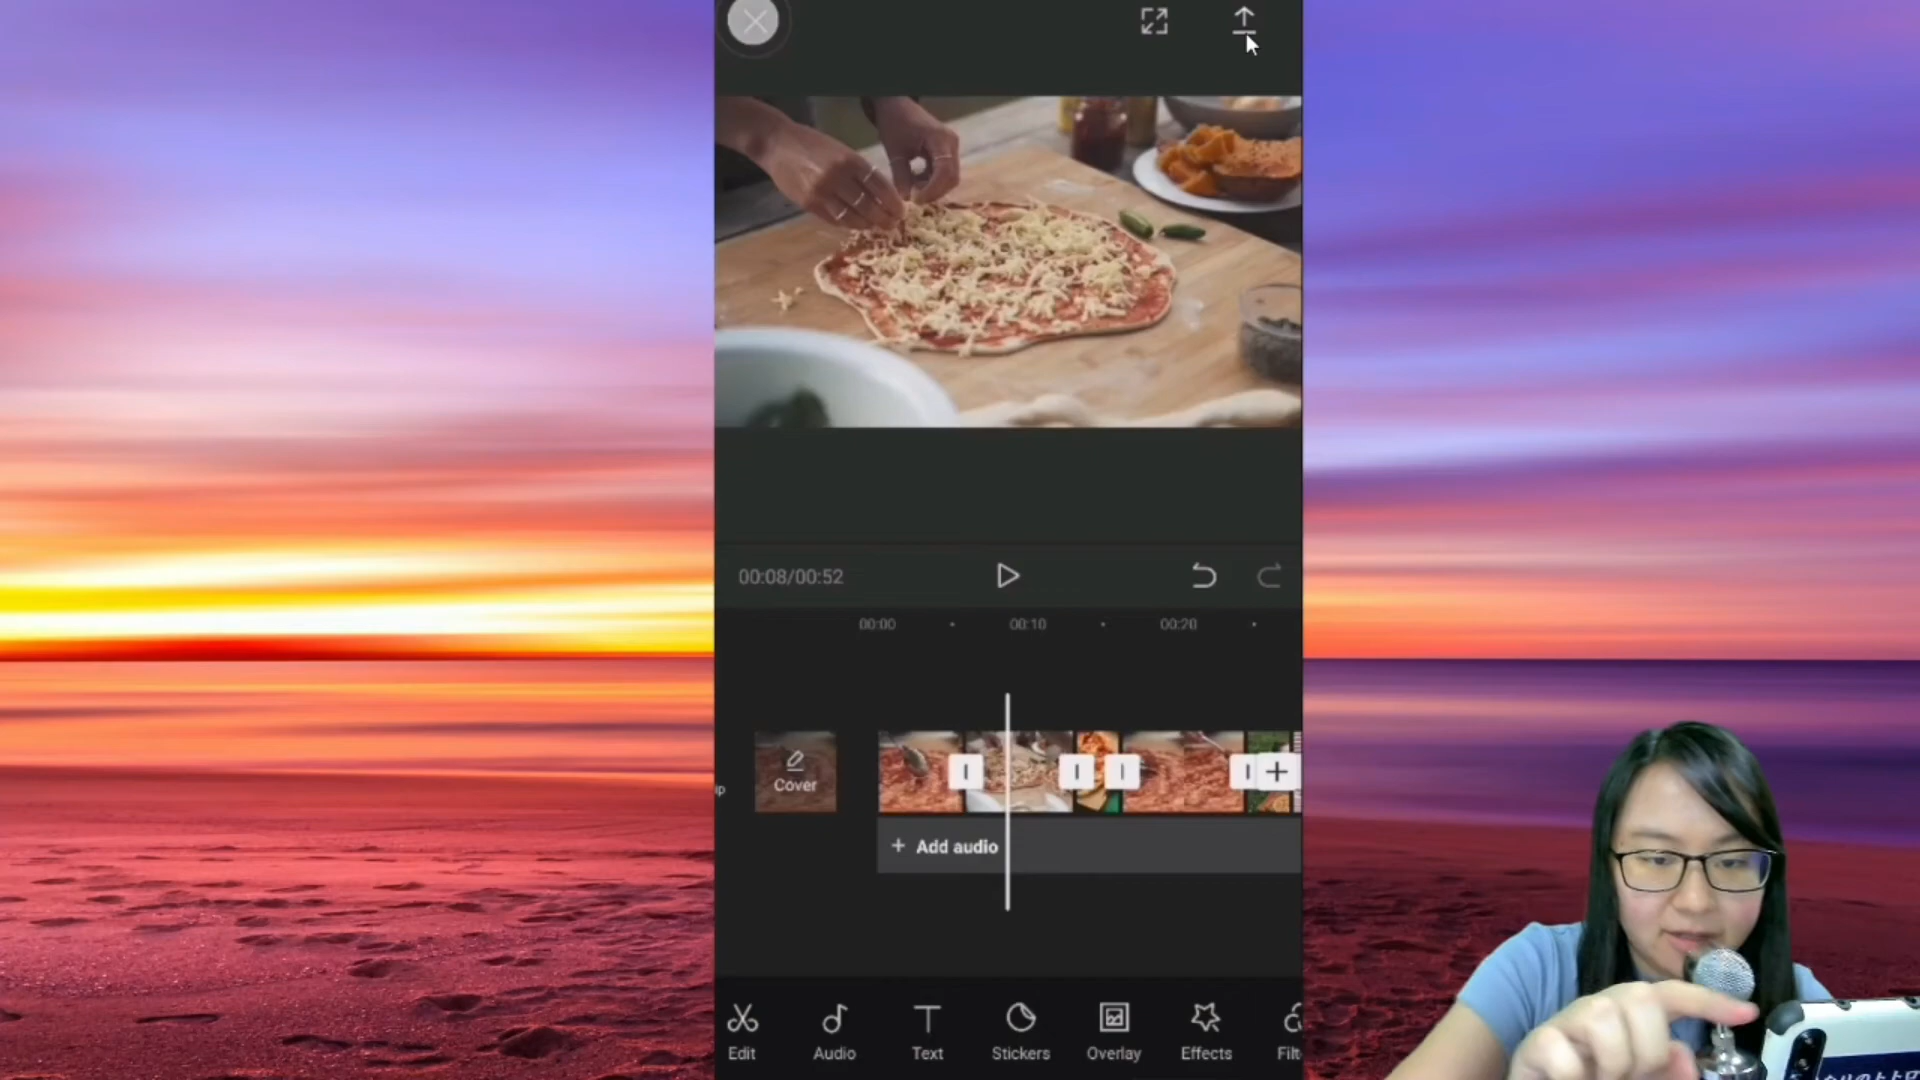 00:08/00:52
00:00
00:10
00:20
Cover
+ Add audio
Edit
Audio
Text
Stickers
Overlay
Effects